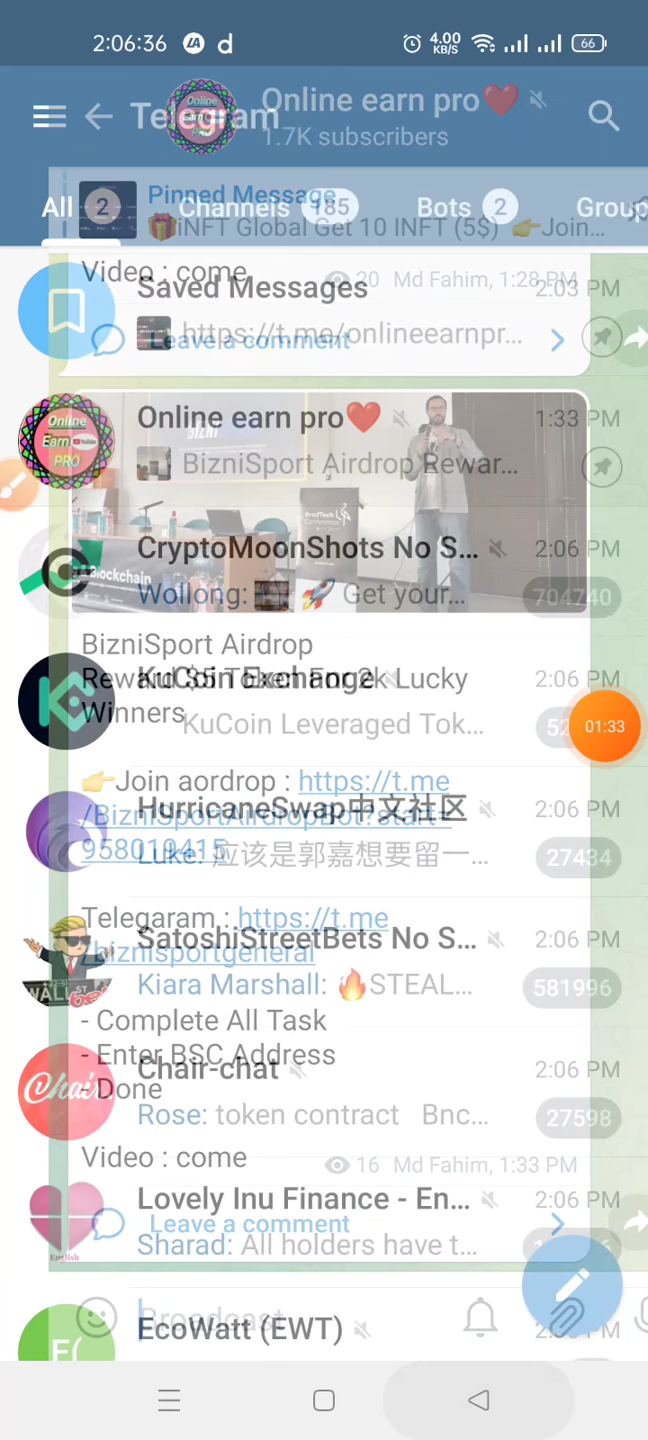 2:06:36
4.00
KB/S
66
Telegram
Online earn pro❤️
1.7K subscribers
All 2
Channels 185
Bots 2
Group
Pinned Message
🎁iNFT Global Get 10 INFT (5$) 👉Join...
Video : come
20 Md Fahim, 1:28 PM
Leave a comment
Saved Messages
2:03 PM
https://t.me/onlineearnpr...
Online earn pro❤️
1:33 PM
BizniSport Airdrop Rewar...
Online
Earn
PRO
CryptoMoonShots No S...
2:06 PM
Wollong: 🚀 Get your...
704740
Blockchain
BizniSport Airdrop
Reward $5 Token For 2k Lucky
Winners
KuCoin Exchange
2:06 PM
KuCoin Leveraged Tok...
01:33
👉Join aordrop : https://t.me
/BizniSportAirdropBot?start=
958019415
HurricaneSwap中文社区
2:06 PM
Luke: 应该是郭嘉想要留一...
27434
Telegaram : https://t.me
/biznisportgeneral
SatoshiStreetBets No S...
2:06 PM
Kiara Marshall: 🔥STEAL...
581996
- Complete All Task
- Enter BSC Address
- Done
Chair-chat
2:06 PM
Rose: token contract Bnc...
27598
Chair
Video : come
16 Md Fahim, 1:33 PM
Leave a comment
Lovely Inu Finance - En...
2:06 PM
Sharad: All holders have t...
English
Broadcast
EcoWatt (EWT)
E(